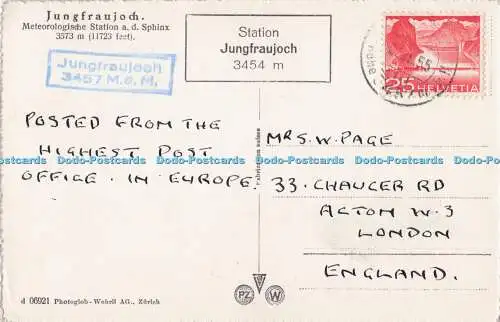 Jungfraujoch.
Meteorologische Station a. d. Sphinx
3573 m (11723 feet).
Jungfraujoch
3457 M.ü.M.
Station
Jungfraujoch
3454 m
55
25 HELVETIA
POSTED FROM THE
HIGHEST POST
OFFICE. IN EUROPE.
MRS. W. PAGE
33. CHAUCER RD
ACTON W.3
LONDON
ENGLAND.
Dodo-Postcards Dodo-Postcards Dodo-Postcards Dodo-Postcards Dodo-Postcards Dodo-Postcards
PZ W
d 06921 Photoglob-Wehrli AG., Zürich